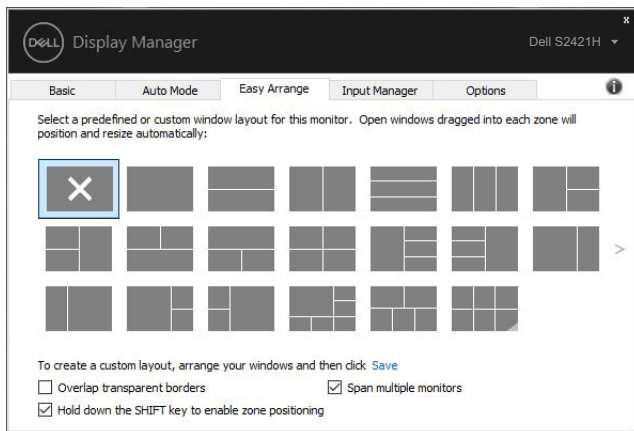 x
DELL Display Manager Dell S2421H
Basic Auto Mode Easy Arrange Input Manager Options
Select a predefined or custom window layout for this monitor. Open windows dragged into each zone will
position and resize automatically:
To create a custom layout, arrange your windows and then click Save
Overlap transparent borders Span multiple monitors
Hold down the SHIFT key to enable zone positioning